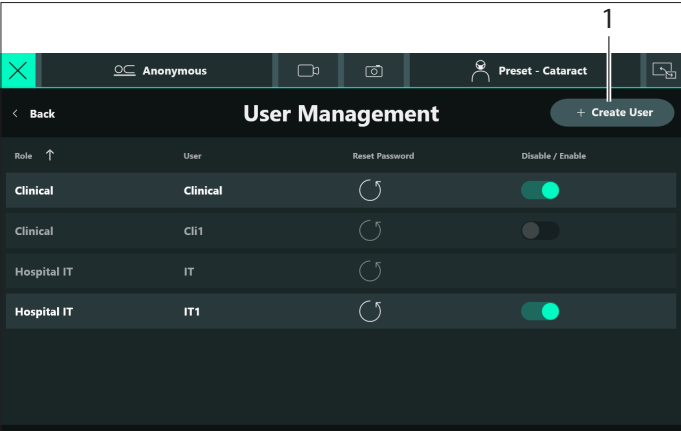 1
Anonymous
Preset - Cataract
< Back
User Management
+ Create User
Role ↑
User
Reset Password
Disable / Enable
Clinical
Clinical
Clinical
Cli1
Hospital IT
IT
Hospital IT
IT1